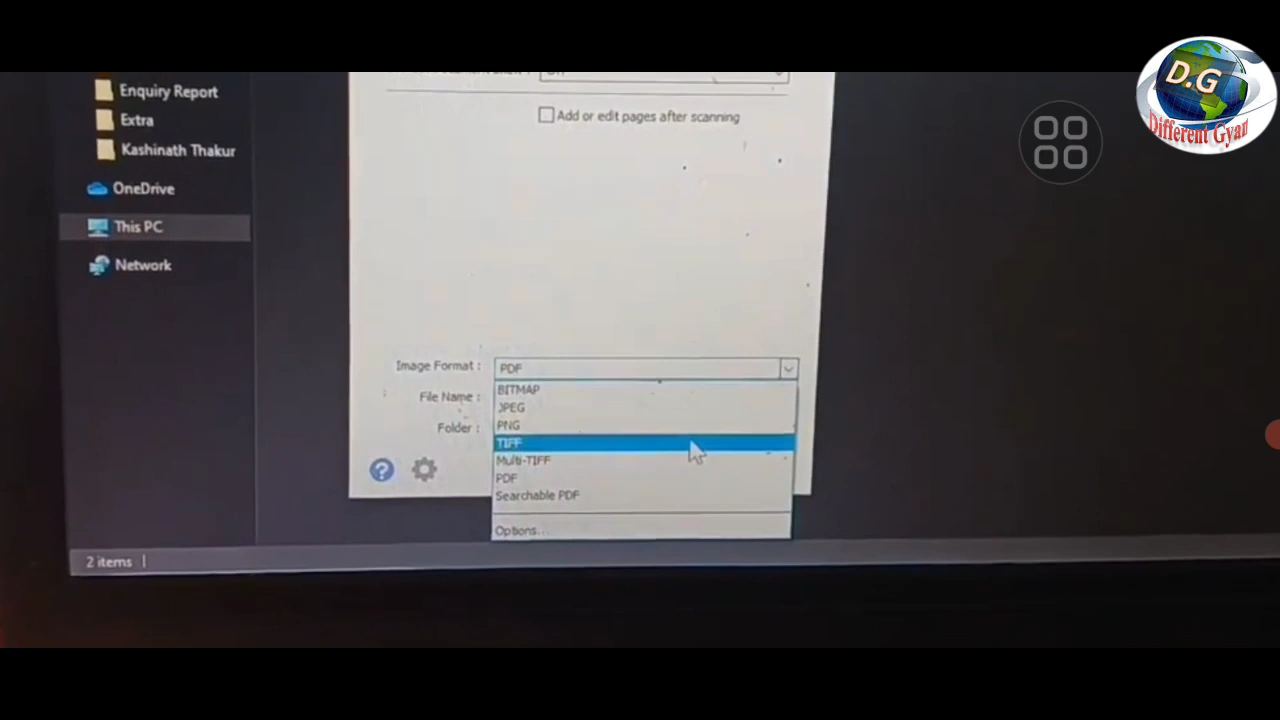 Enquiry Report
Extra
Kashinath Thakur
OneDrive
This PC
Network
2 items
Add or edit pages after scanning
Image Format : PDF
BITMAP
JPEG
PNG
TIFF
Multi-TIFF
PDF
Searchable PDF
Options...
File Name :
Folder :
?
D.G
Different Gyan